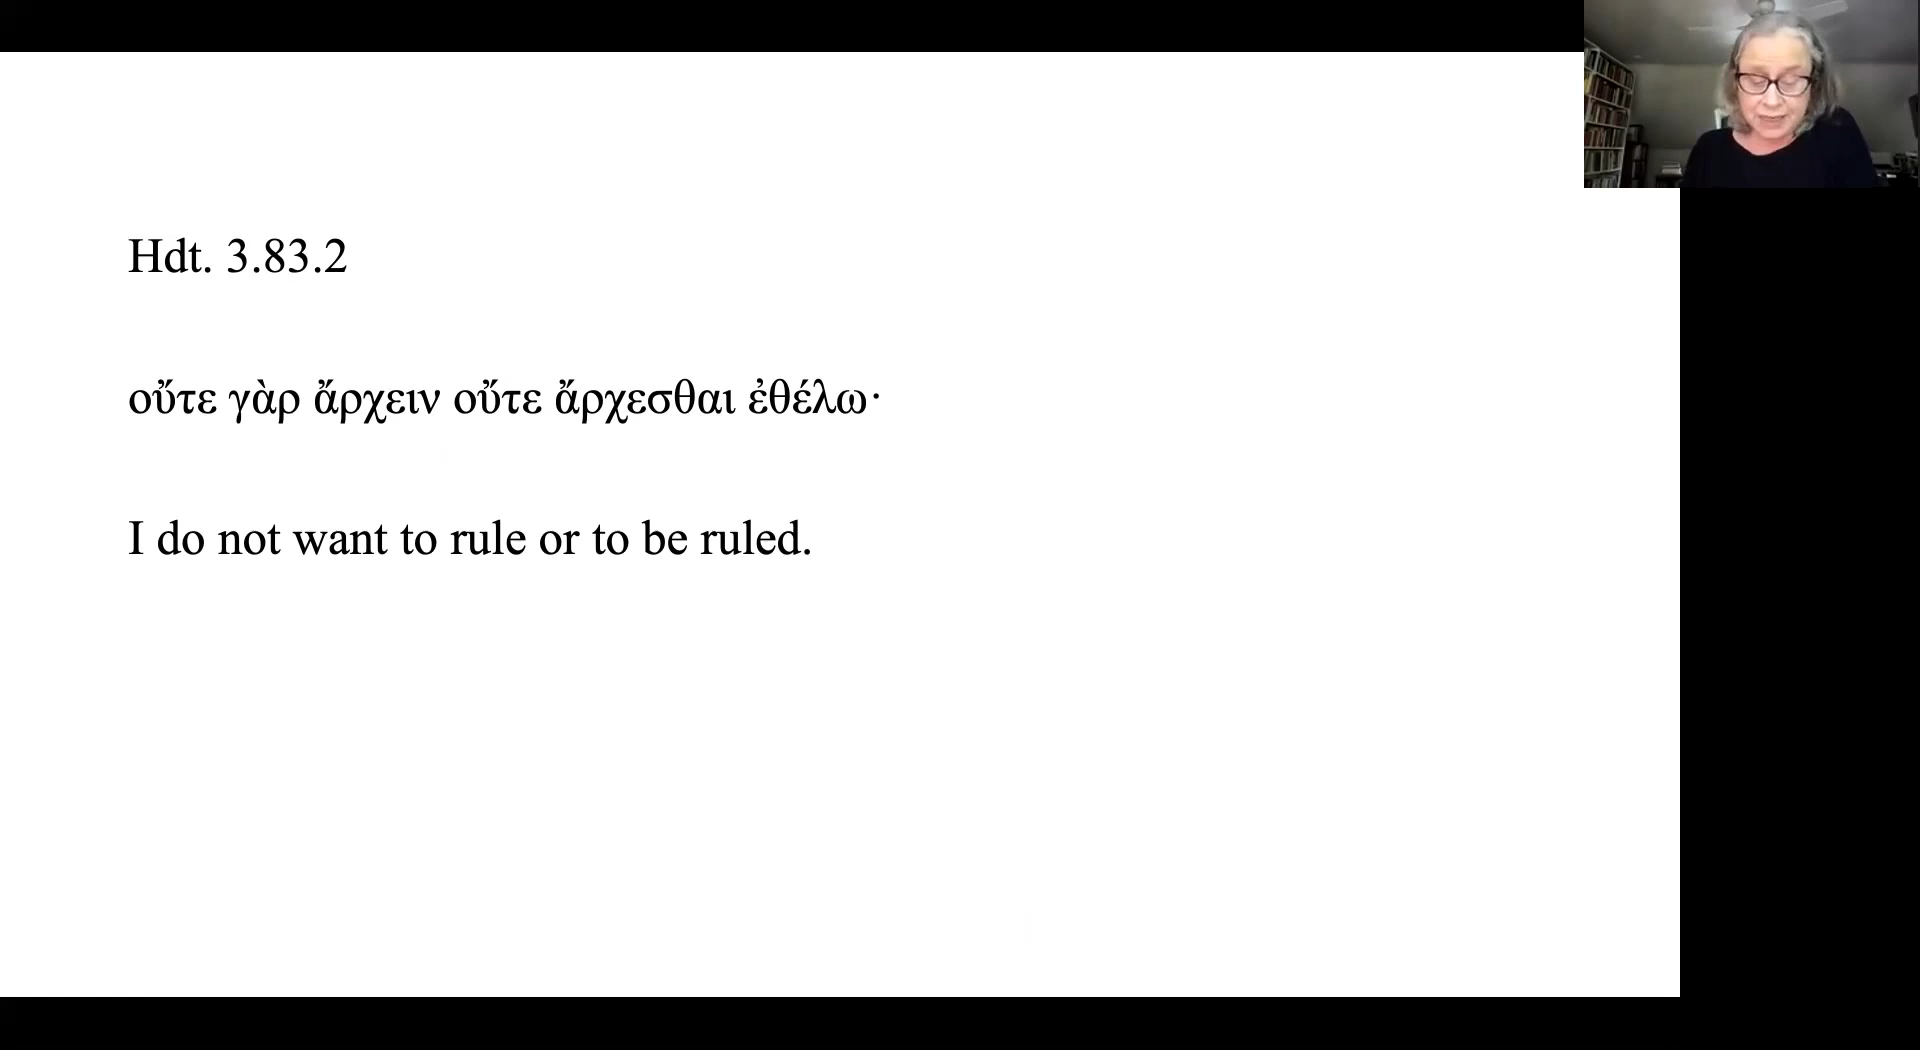 Hdt. 3.83.2
οὔτε γὰρ ἄρχειν οὔτε ἄρχεσθαι ἐθέλω·
I do not want to rule or to be ruled.